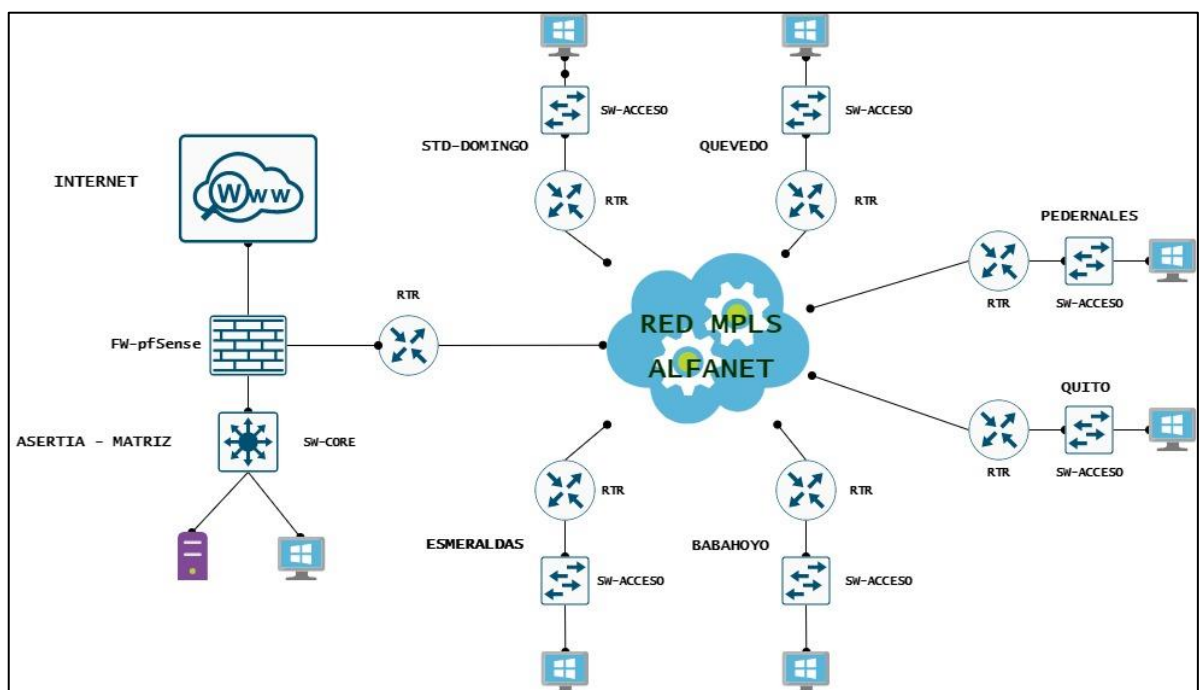 SW-ACCESO
SW-ACCESO
STD-DOMINGO
QUEVEDO
INTERNET
Www
RTR
RTR
PEDERNALES
RTR
SW-ACCESO
RTR
RED MPLS
ALFANET
FW-pfSense
QUITO
ASERTIA - MATRIZ
SW-CORE
RTR
SW-ACCESO
RTR
RTR
ESMERALDAS
BABAHOYO
SW-ACCESO
SW-ACCESO